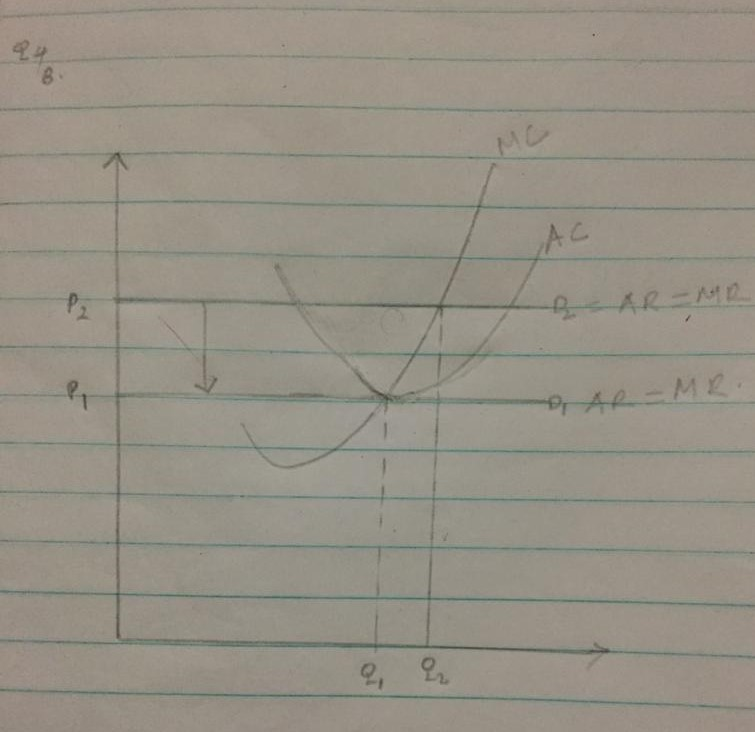 Q4
B.
MC
AC
P₂ D₂ = AR = MR
P₁ D₁ AR = MR.
q₁ q₂